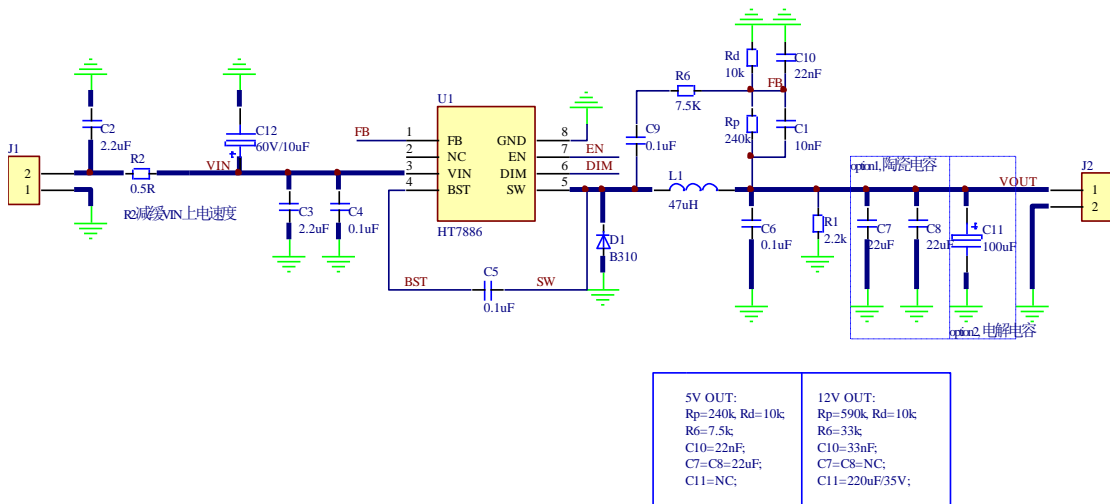 Rd
10k
C10
22nF
FB
R6
7.5K
Rp
240k
C1
10nF
C9
0.1uF
U1
C2
2.2uF
C12
60V/10uF
FB
1
2
3
4
FB
NC
VIN
BST
GND
EN
DIM
SW
8
7
6
5
EN
DIM
HT7886
J1
2
1
R2
0.5R
VIN
R2减缓VIN上电速度
C3
2.2uF
C4
0.1uF
BST
C5
0.1uF
SW
D1
B310
L1
47uH
C6
0.1uF
R1
2.2k
option1, 陶瓷电容
C7
22uF
C8
22uF
C11
100uF
option2, 电解电容
VOUT
J2
1
2
5V OUT:
Rp=240k, Rd=10k;
R6=7.5k;
C10=22nF;
C7=C8=22uF;
C11=NC;
12V OUT:
Rp=590k, Rd=10k;
R6=33k;
C10=33nF;
C7=C8=NC;
C11=220uF/35V;